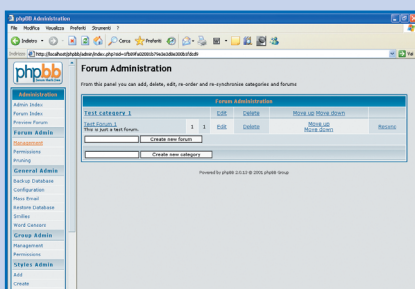 phpBB Administration
File Modifica Visualizza Preferiti Strumenti ?
Indietro Cerca Preferiti
Indirizzo Vai
phpBB
Forum Administration
From this panel you can add, delete, edit, re-order and re-synchronise categories and forums
Administration
Admin Index
Forum Index
Preview Forum
Forum Admin
Management
Permissions
Pruning
General Admin
Backup Database
Configuration
Mass Email
Restore Database
Smilies
Word Censors
Group Admin
Management
Permissions
Styles Admin
Add
Create
Forum Administration
Test category 1 Edit Delete Move up Move down
Test Forum 1 1 1 Edit Delete Move up Resync
This is just a test forum. Move down
Create new forum
Create new category
Powered by phpBB 2.0.13 © 2001 phpBB Group